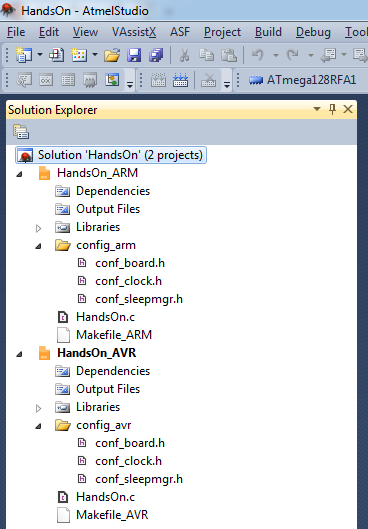 HandsOn - AtmelStudio
File Edit View VAssistX ASF Project Build Debug
ATmega128RFA1
Solution Explorer
Solution 'HandsOn' (2 projects)
HandsOn_ARM
Dependencies
Output Files
Libraries
config_arm
conf_board.h
conf_clock.h
conf_sleepmgr.h
HandsOn.c
Makefile_ARM
HandsOn_AVR
Dependencies
Output Files
Libraries
config_avr
conf_board.h
conf_clock.h
conf_sleepmgr.h
HandsOn.c
Makefile_AVR